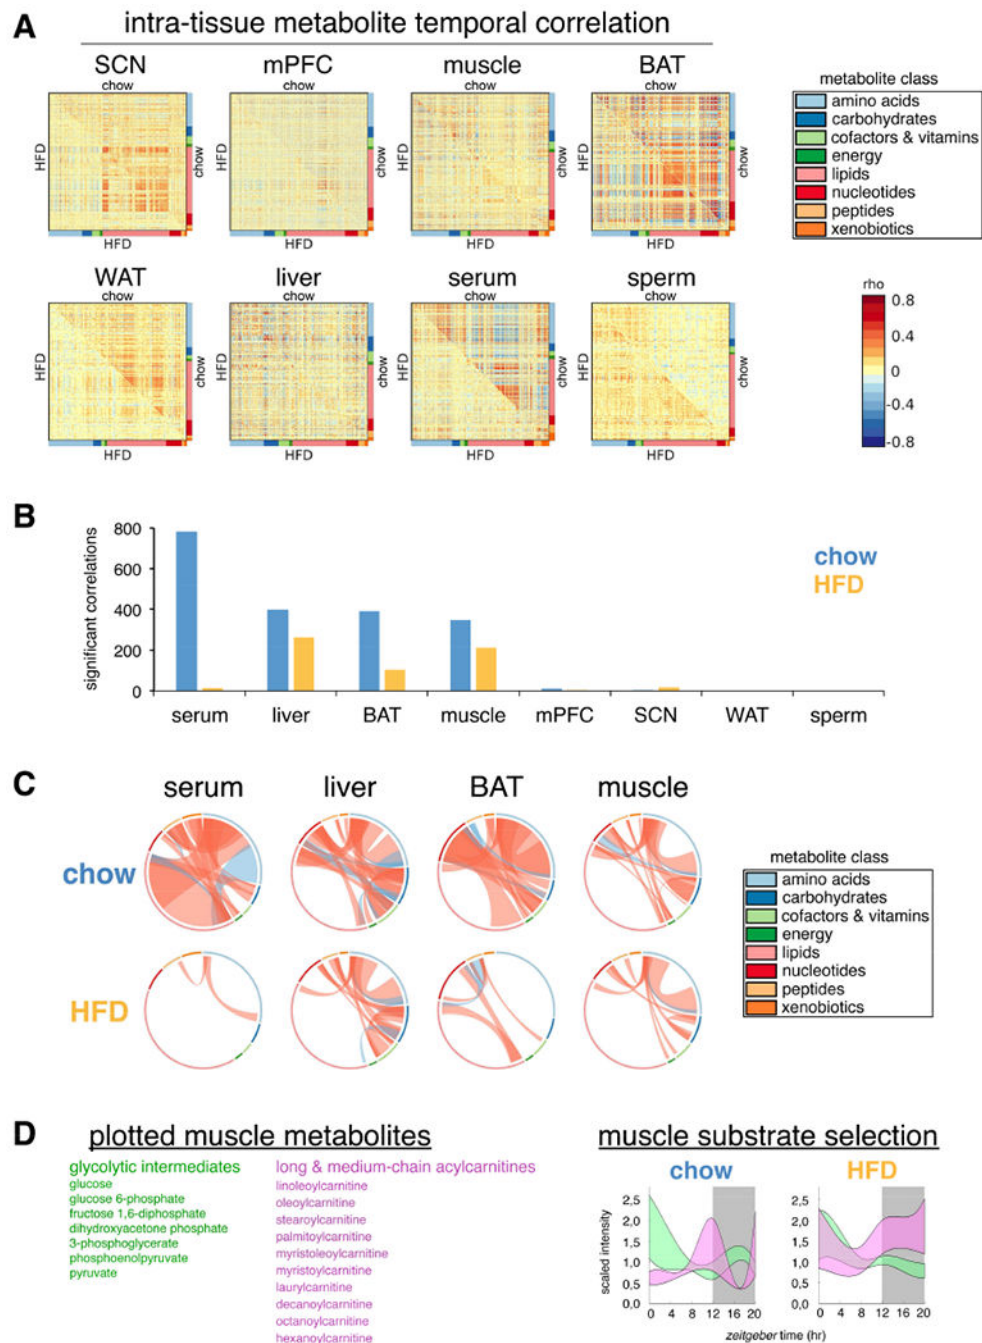 A
intra-tissue metabolite temporal correlation
SCN
mPFC
muscle
BAT
chow
chow
chow
chow
HFD
chow
HFD
chow
HFD
chow
HFD
chow
HFD
HFD
HFD
HFD
metabolite class
amino acids
carbohydrates
cofactors & vitamins
energy
lipids
nucleotides
peptides
xenobiotics
WAT
liver
serum
sperm
chow
chow
chow
chow
HFD
chow
HFD
chow
HFD
chow
HFD
chow
HFD
HFD
HFD
HFD
rho
0.8
0.4
0
-0.4
-0.8
B
significant correlations
800
600
400
200
0
serum
liver
BAT
muscle
mPFC
SCN
WAT
sperm
chow
HFD
C
serum
liver
BAT
muscle
chow
HFD
metabolite class
amino acids
carbohydrates
cofactors & vitamins
energy
lipids
nucleotides
peptides
xenobiotics
D
plotted muscle metabolites
glycolytic intermediates
glucose
glucose 6-phosphate
fructose 1,6-diphosphate
dihydroxyacetone phosphate
3-phosphoglycerate
phosphoenolpyruvate
pyruvate
long & medium-chain acylcarnitines
linoleoylcarnitine
oleoylcarnitine
stearoylcarnitine
palmitoylcarnitine
myristoleoylcarnitine
myristoylcarnitine
laurylcarnitine
decanoylcarnitine
octanoylcarnitine
hexanoylcarnitine
muscle substrate selection
chow
HFD
scaled intensity
2,5
2,0
1,5
1,0
0,5
0,0
0 4 8 12 16 20
2,5
2,0
1,5
1,0
0,5
0,0
0 4 8 12 16 20
zeitgeber time (hr)